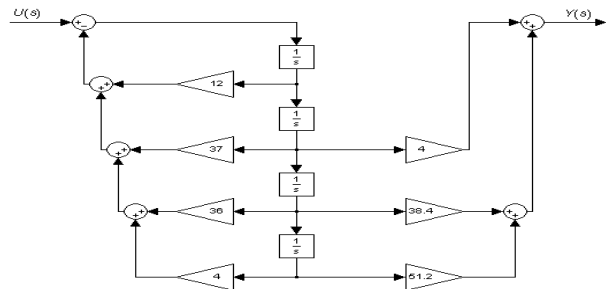 U(s) + − + + Y(s)
1/s
+ + 12
1/s
+ + 37 4
1/s
+ + 36 38.4 + +
1/s
4 51.2